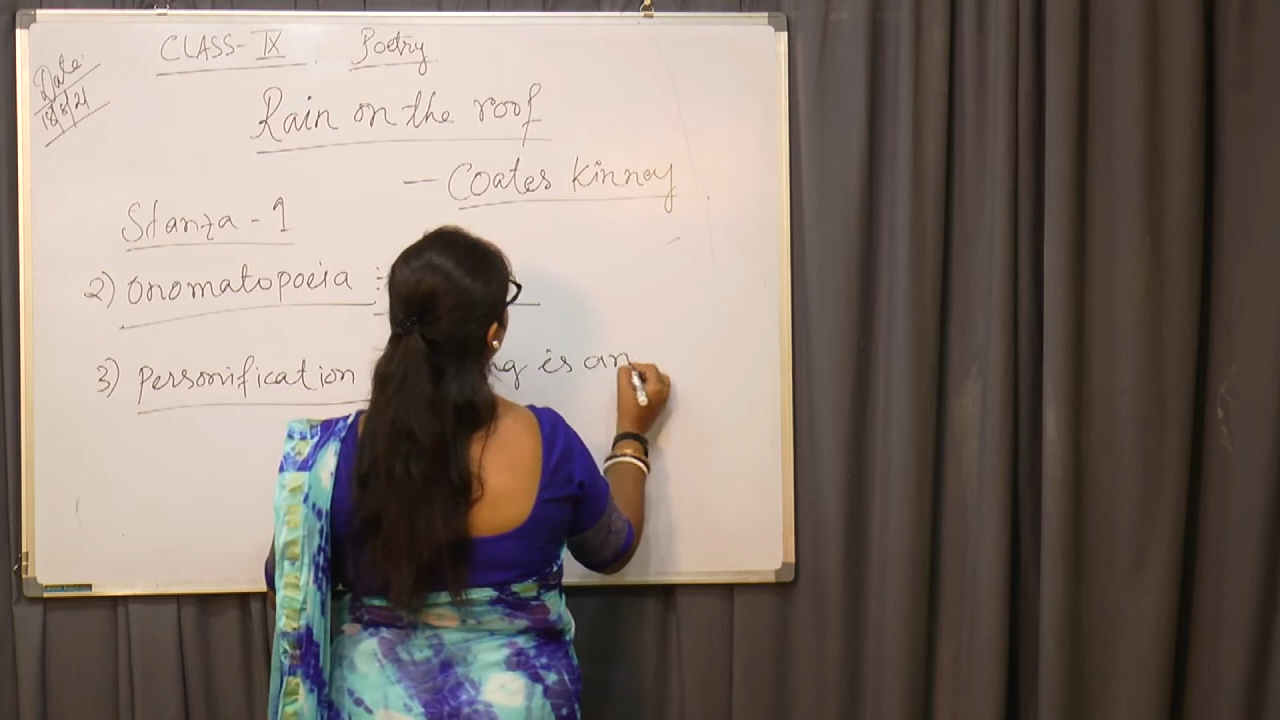 CLASS-IX Poetry
Date:
18/8/21
Rain on the roof
- Coates Kinney
Stanza - 1
2) Onomatopoeia :
3) Personification is an